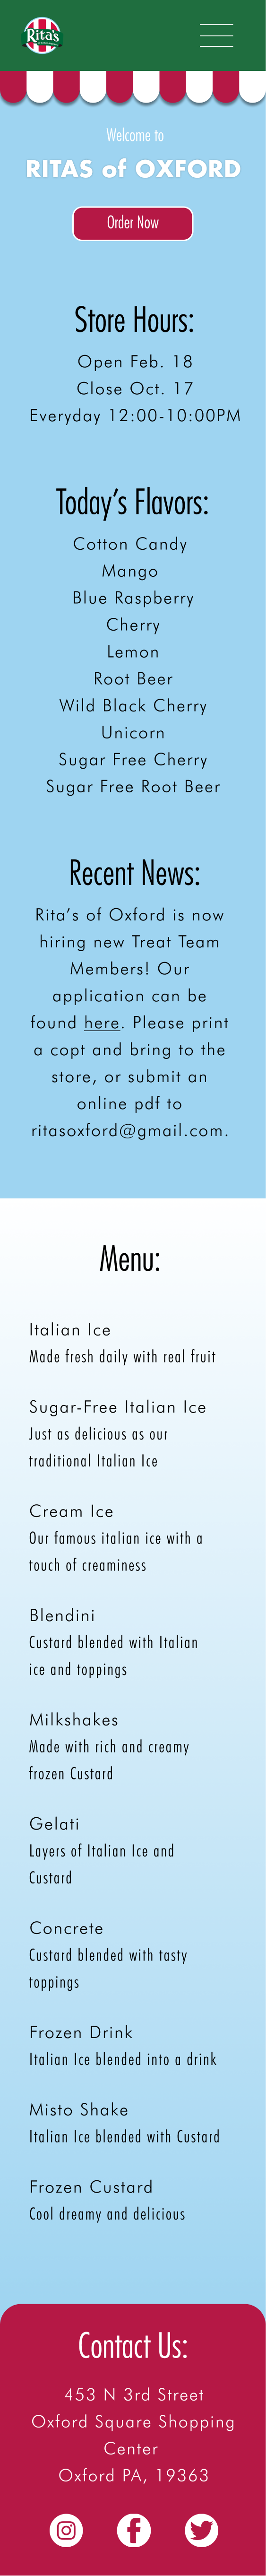 Rita's
Welcome to
RITAS of OXFORD
Order Now
Store Hours:
Open Feb. 18
Close Oct. 17
Everyday 12:00-10:00PM
Today's Flavors:
Cotton Candy
Mango
Blue Raspberry
Cherry
Lemon
Root Beer
Wild Black Cherry
Unicorn
Sugar Free Cherry
Sugar Free Root Beer
Recent News:
Rita's of Oxford is now
hiring new Treat Team
Members! Our
application can be
found here. Please print
a copt and bring to the
store, or submit an
online pdf to
ritasoxford@gmail.com.
Menu:
Italian Ice
Made fresh daily with real fruit
Sugar-Free Italian Ice
Just as delicious as our
traditional Italian Ice
Cream Ice
Our famous italian ice with a
touch of creaminess
Blendini
Custard blended with Italian
ice and toppings
Milkshakes
Made with rich and creamy
frozen Custard
Gelati
Layers of Italian Ice and
Custard
Concrete
Custard blended with tasty
toppings
Frozen Drink
Italian Ice blended into a drink
Misto Shake
Italian Ice blended with Custard
Frozen Custard
Cool dreamy and delicious
Contact Us:
453 N 3rd Street
Oxford Square Shopping
Center
Oxford PA, 19363